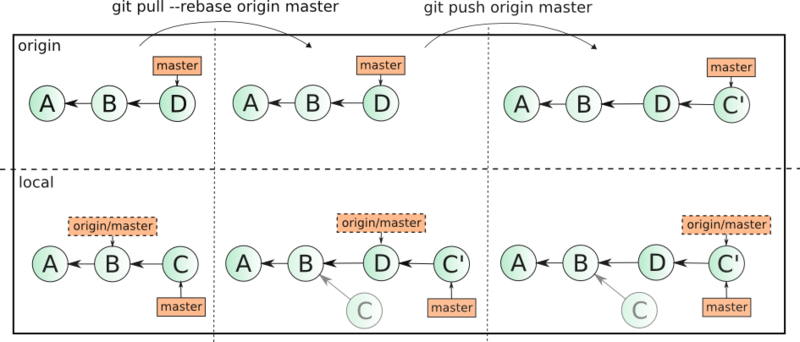 git pull --rebase origin master
git push origin master
origin
master
master
master
A B D
A B D
A B D C'
local
origin/master
origin/master
origin/master
A B C
A B D C'
A B D C'
master
C
master
C
master